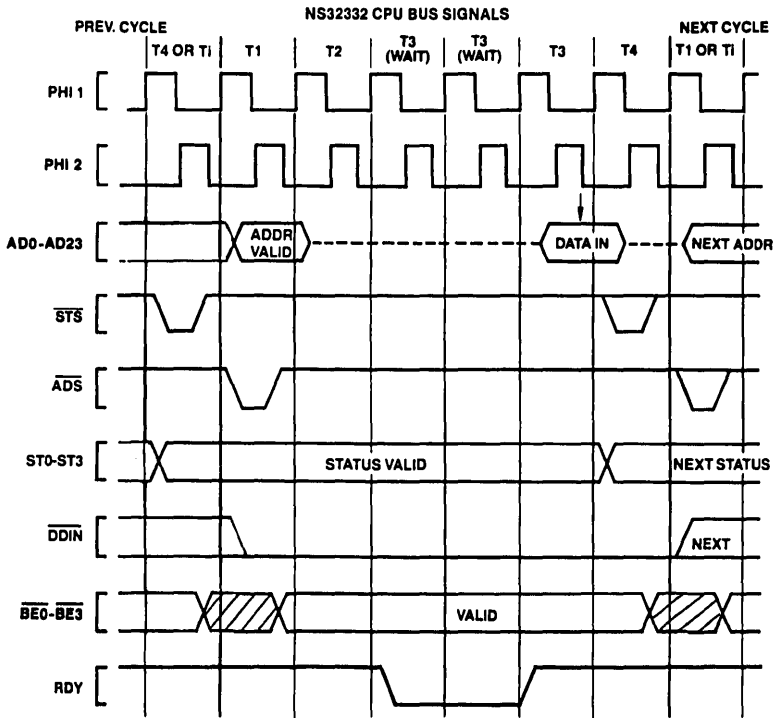 NS32332 CPU BUS SIGNALS
PREV. CYCLE
NEXT CYCLE
T4 OR Ti
T1
T2
T3
(WAIT)
T3
(WAIT)
T3
T4
T1 OR Ti
PHI 1
PHI 2
AD0-AD23
ADDR
VALID
DATA IN
NEXT ADDR
STS
ADS
ST0-ST3
STATUS VALID
NEXT STATUS
DDIN
NEXT
BE0-BE3
VALID
RDY